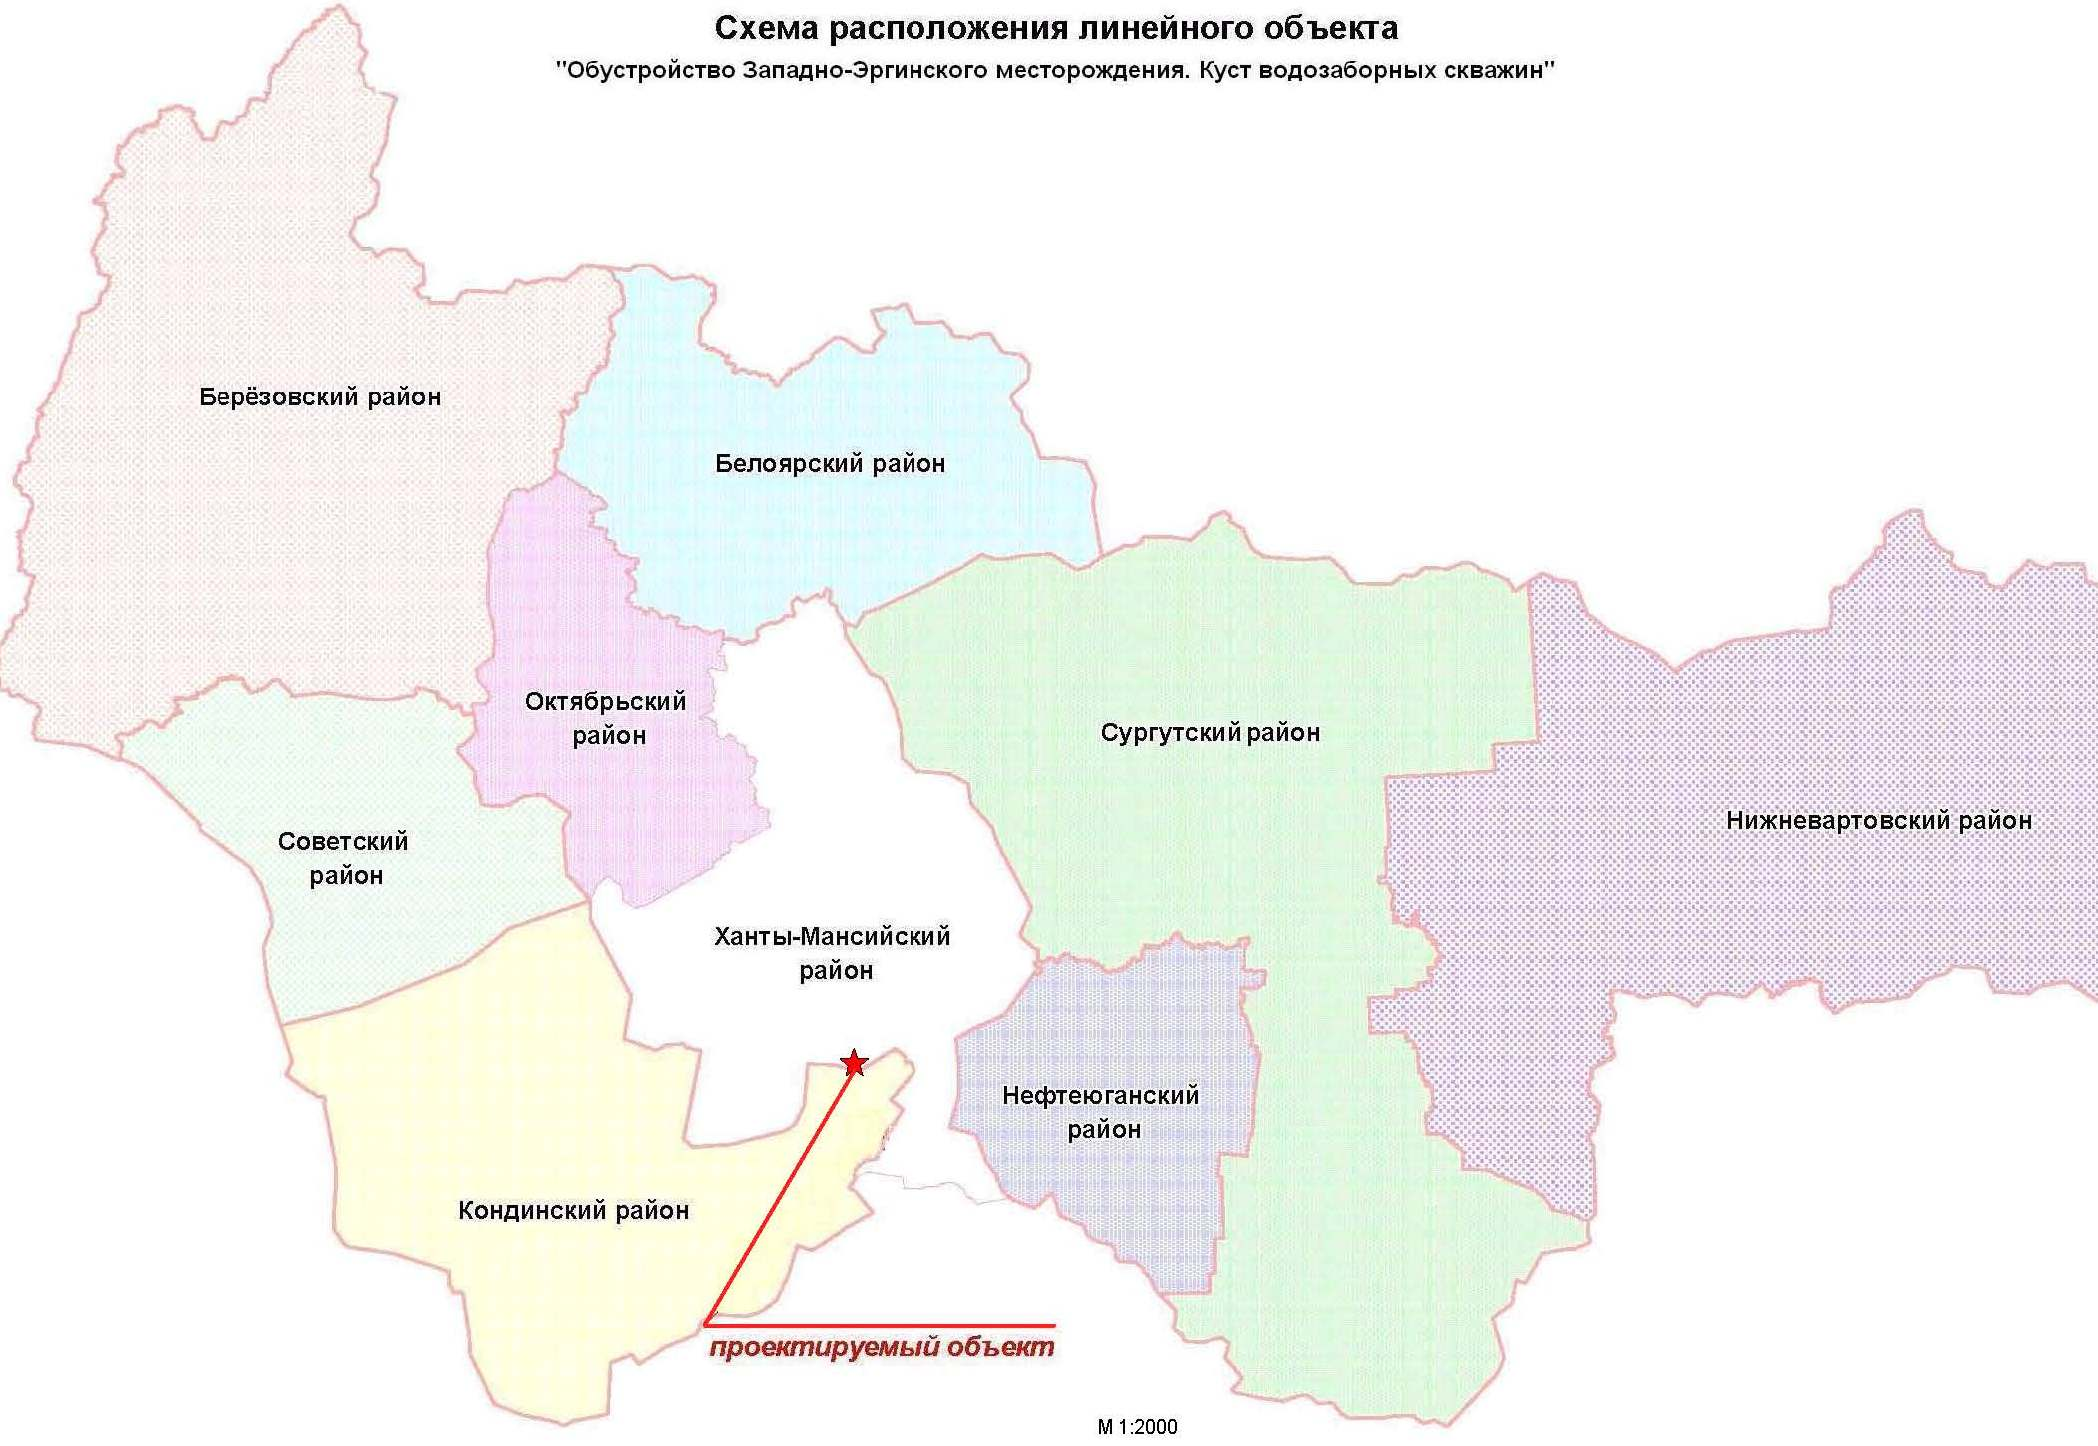 Схема расположения линейного объекта
"Обустройство Западно-Эргинского месторождения. Куст водозаборных скважин"
Берёзовский район
Белоярский район
Октябрьский
район
Сургутский район
Нижневартовский район
Советский
район
Ханты-Мансийский
район
Нефтеюганский
район
Кондинский район
проектируемый объект
М 1:2000